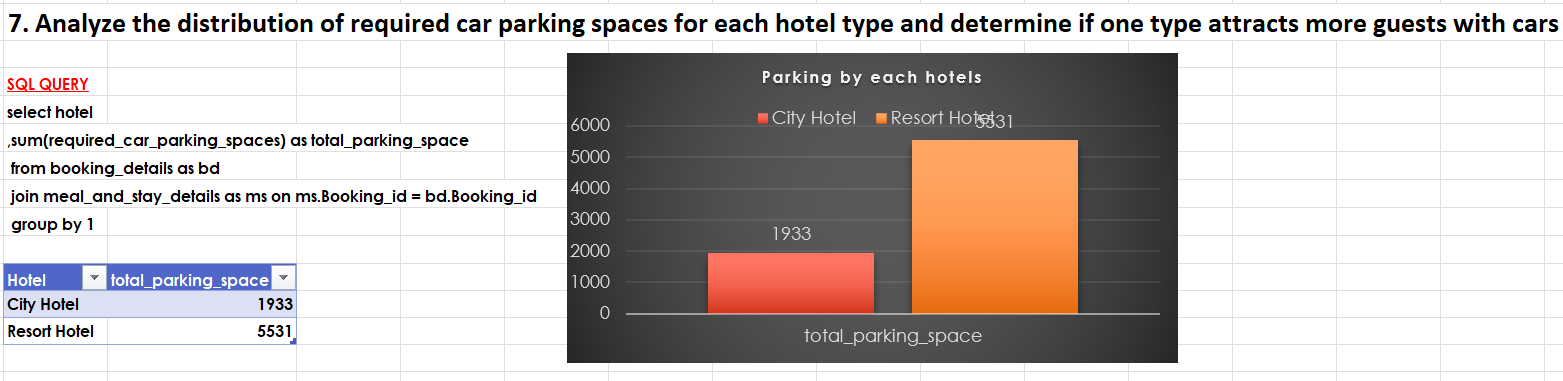 7. Analyze the distribution of required car parking spaces for each hotel type and determine if one type attracts more guests with cars
SQL QUERY
select hotel
,sum(required_car_parking_spaces) as total_parking_space
from booking_details as bd
join meal_and_stay_details as ms on ms.Booking_id = bd.Booking_id
group by 1
Hotel total_parking_space
City Hotel 1933
Resort Hotel 5531
Parking by each hotels
City Hotel Resort Hotel
5531
6000
5000
4000
3000
2000
1000
0
1933
total_parking_space